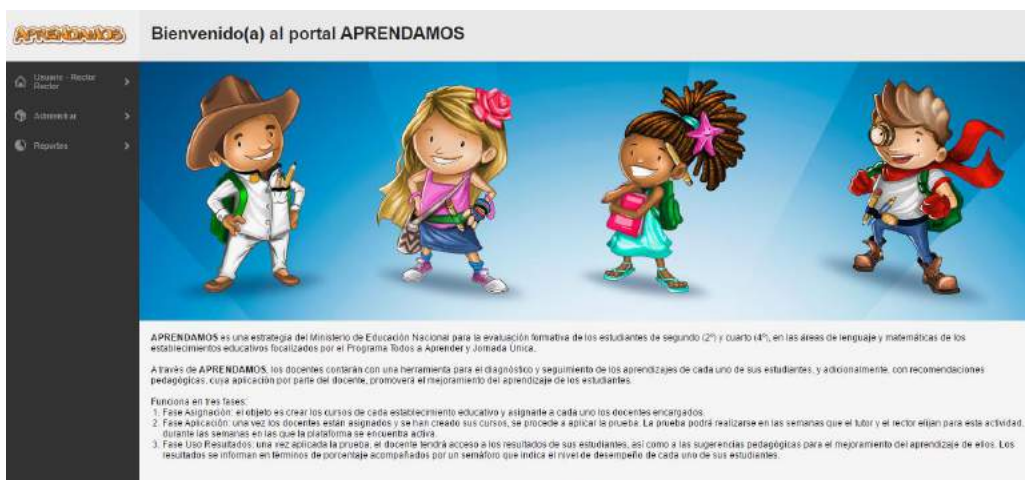 APRENDAMOS
Bienvenido(a) al portal APRENDAMOS
Usuario - Rector
Rector
Administrar
Reportes
APRENDAMOS es una estrategia del Ministerio de Educación Nacional para la evaluación formativa de los estudiantes de segundo (2º) y cuarto (4º), en las áreas de lenguaje y matemáticas de los
establecimientos educativos focalizados por el Programa Todos a Aprender y Jornada Unica.
A través de APRENDAMOS, los docentes contarán con una herramienta para el diagnóstico y seguimiento de los aprendizajes de cada uno de sus estudiantes, y adicionalmente, con recomendaciones
pedagógicas, cuya aplicación por parte del docente, promoverá el mejoramiento del aprendizaje de los estudiantes.
Funciona en tres fases:
1. Fase Asignación: el objeto es crear los cursos de cada establecimiento educativo y asignarle a cada uno los docentes encargados.
2. Fase Aplicación: una vez los docentes están asignados y se han creado sus cursos, se procede a aplicar la prueba. La prueba podrá realizarse en las semanas que el tutor y el rector elijan para esta actividad,
durante las semanas en las que la plataforma se encuentra activa.
3. Fase Uso Resultados: una vez aplicada la prueba, el docente tendrá acceso a los resultados de sus estudiantes, así como a las sugerencias pedagógicas para el mejoramiento del aprendizaje de ellos. Los
resultados se informan en términos de porcentaje acompañados por un semáforo que indica el nivel de desempeño de cada uno de sus estudiantes.